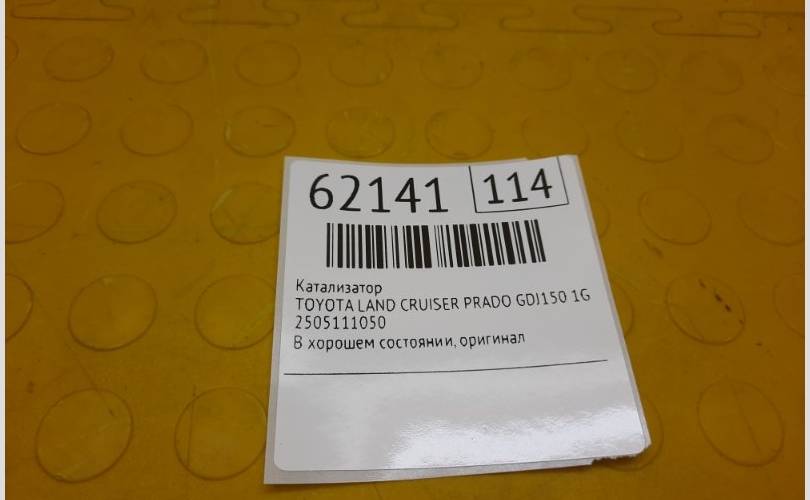 62141 114
Катализатор
TOYOTA LAND CRUISER PRADO GDJ150 1G
2505111050
В хорошем состоянии, оригинал